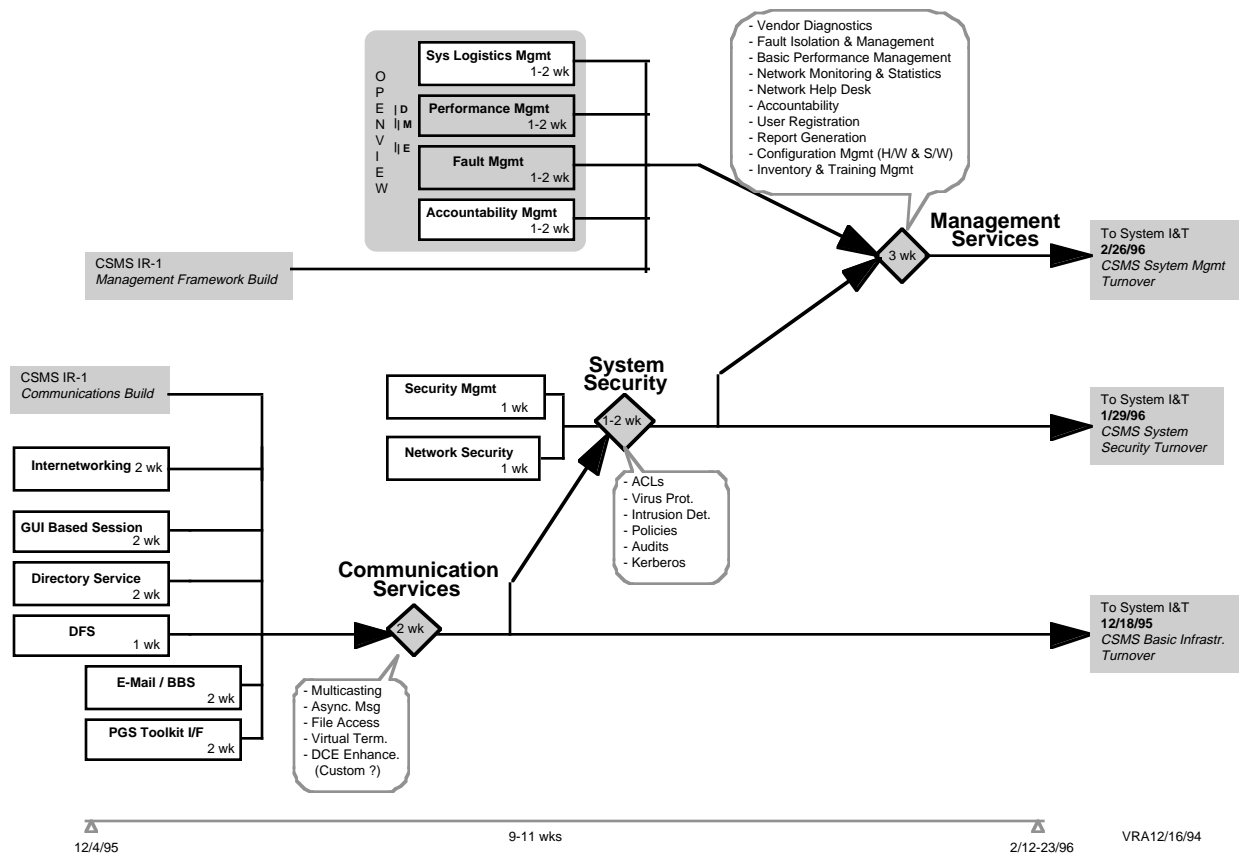 - Vendor Diagnostics
- Fault Isolation & Management
- Basic Performance Management
- Network Monitoring & Statistics
- Network Help Desk
- Accountability
- User Registration
- Report Generation
- Configuration Mgmt (H/W & S/W)
- Inventory & Training Mgmt
OPENVIEW
|| D
|| M
|| E
Sys Logistics Mgmt
1-2 wk
Performance Mgmt
1-2 wk
Fault Mgmt
1-2 wk
Accountability Mgmt
1-2 wk
CSMS IR-1
Management Framework Build
Management
Services
3 wk
To System I&T
2/26/96
CSMS Ssytem Mgmt
Turnover
CSMS IR-1
Communications Build
System
Security
Security Mgmt
1 wk
Network Security
1 wk
1-2 wk
To System I&T
1/29/96
CSMS System
Security Turnover
- ACLs
- Virus Prot.
- Intrusion Det.
- Policies
- Audits
- Kerberos
Internetworking 2 wk
GUI Based Session
2 wk
Directory Service
2 wk
DFS
1 wk
E-Mail / BBS
2 wk
PGS Toolkit I/F
2 wk
Communication
Services
2 wk
To System I&T
12/18/95
CSMS Basic Infrastr.
Turnover
- Multicasting
- Async. Msg
- File Access
- Virtual Term.
- DCE Enhance.
(Custom ?)
12/4/95
9-11 wks
2/12-23/96
VRA12/16/94